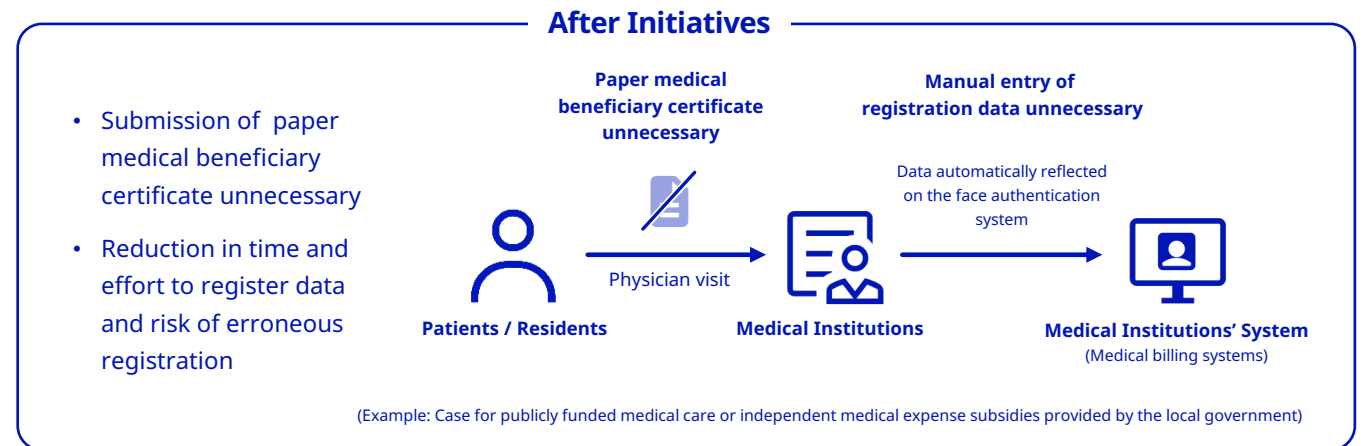 After Initiatives
• Submission of paper
medical beneficiary
certificate unnecessary
• Reduction in time and
effort to register data
and risk of erroneous
registration
Paper medical
beneficiary certificate
unnecessary
Manual entry of
registration data unnecessary
Data automatically reflected
on the face authentication
system
Physician visit
Patients / Residents
Medical Institutions
Medical Institutions’ System
(Medical billing systems)
(Example: Case for publicly funded medical care or independent medical expense subsidies provided by the local government)